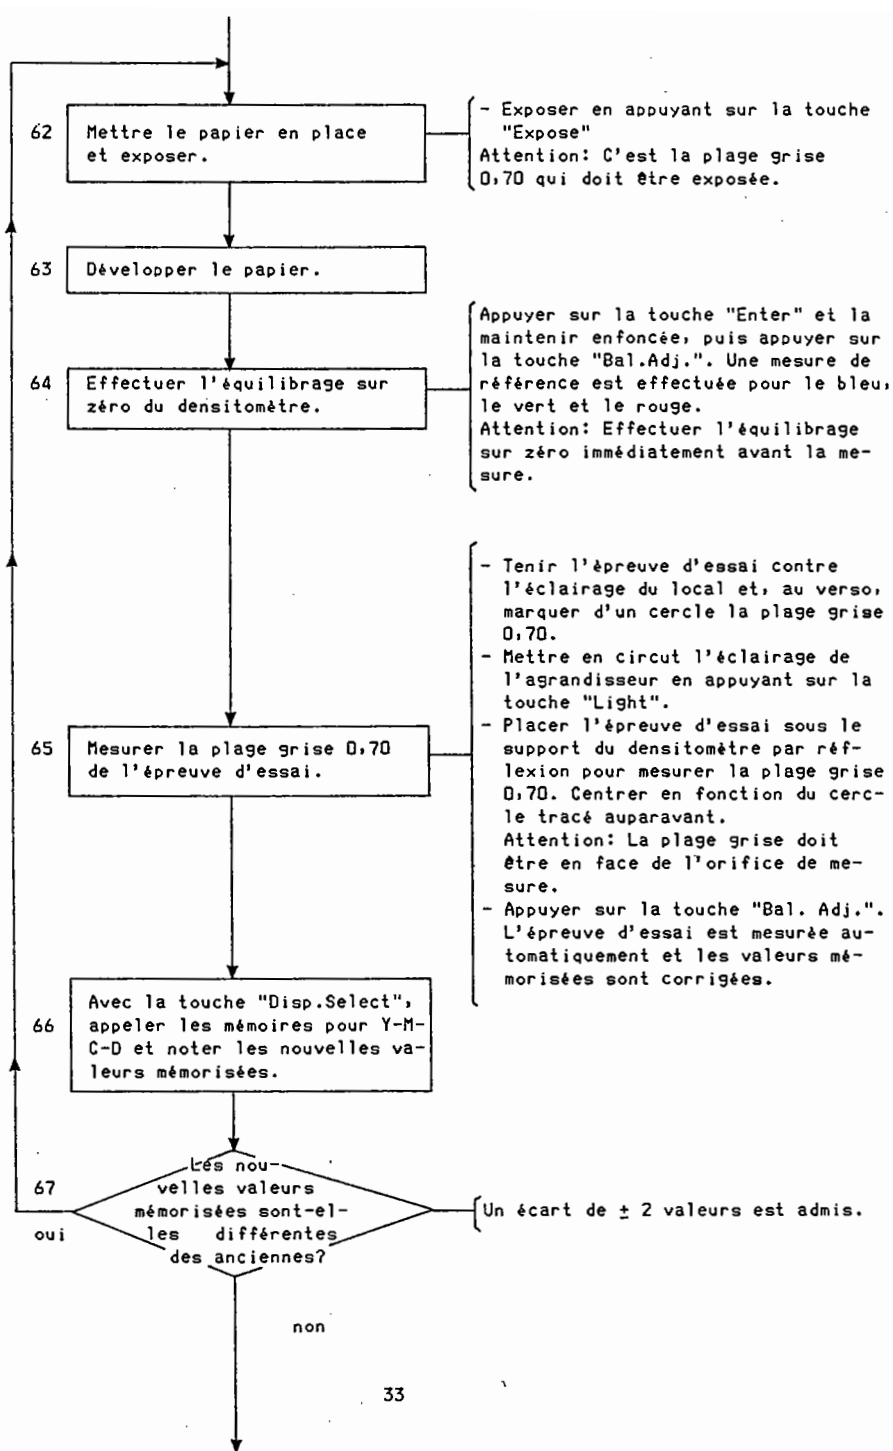 62
Mettre le papier en place
et exposer.
- Exposer en appuyant sur la touche
"Expose"
Attention: C'est la plage grise
0,70 qui doit être exposée.
63
Développer le papier.
64
Effectuer l'équilibrage sur
zéro du densitomètre.
Appuyer sur la touche "Enter" et la
maintenir enfoncée, puis appuyer sur
la touche "Bal.Adj.". Une mesure de
référence est effectuée pour le bleu,
le vert et le rouge.
Attention: Effectuer l'équilibrage
sur zéro immédiatement avant la me-
sure.
65
Mesurer la plage grise 0,70
de l'épreuve d'essai.
- Tenir l'épreuve d'essai contre
l'éclairage du local et, au verso,
marquer d'un cercle la plage grise
0,70.
- Mettre en circut l'éclairage de
l'agrandisseur en appuyant sur la
touche "Light".
- Placer l'épreuve d'essai sous le
support du densitomètre par réf-
lexion pour mesurer la plage grise
0,70. Centrer en fonction du cerc-
le tracé auparavant.
Attention: La plage grise doit
être en face de l'orifice de me-
sure.
- Appuyer sur la touche "Bal. Adj.".
L'épreuve d'essai est mesurée au-
tomatiquement et les valeurs mé-
morisées sont corrigées.
66
Avec la touche "Disp.Select",
appeler les mémoires pour Y-M-
C-D et noter les nouvelles va-
leurs mémorisées.
67
Les nou-
velles valeurs
mémorisées sont-el-
les différentes
des anciennes?
oui
Un écart de ± 2 valeurs est admis.
non
33